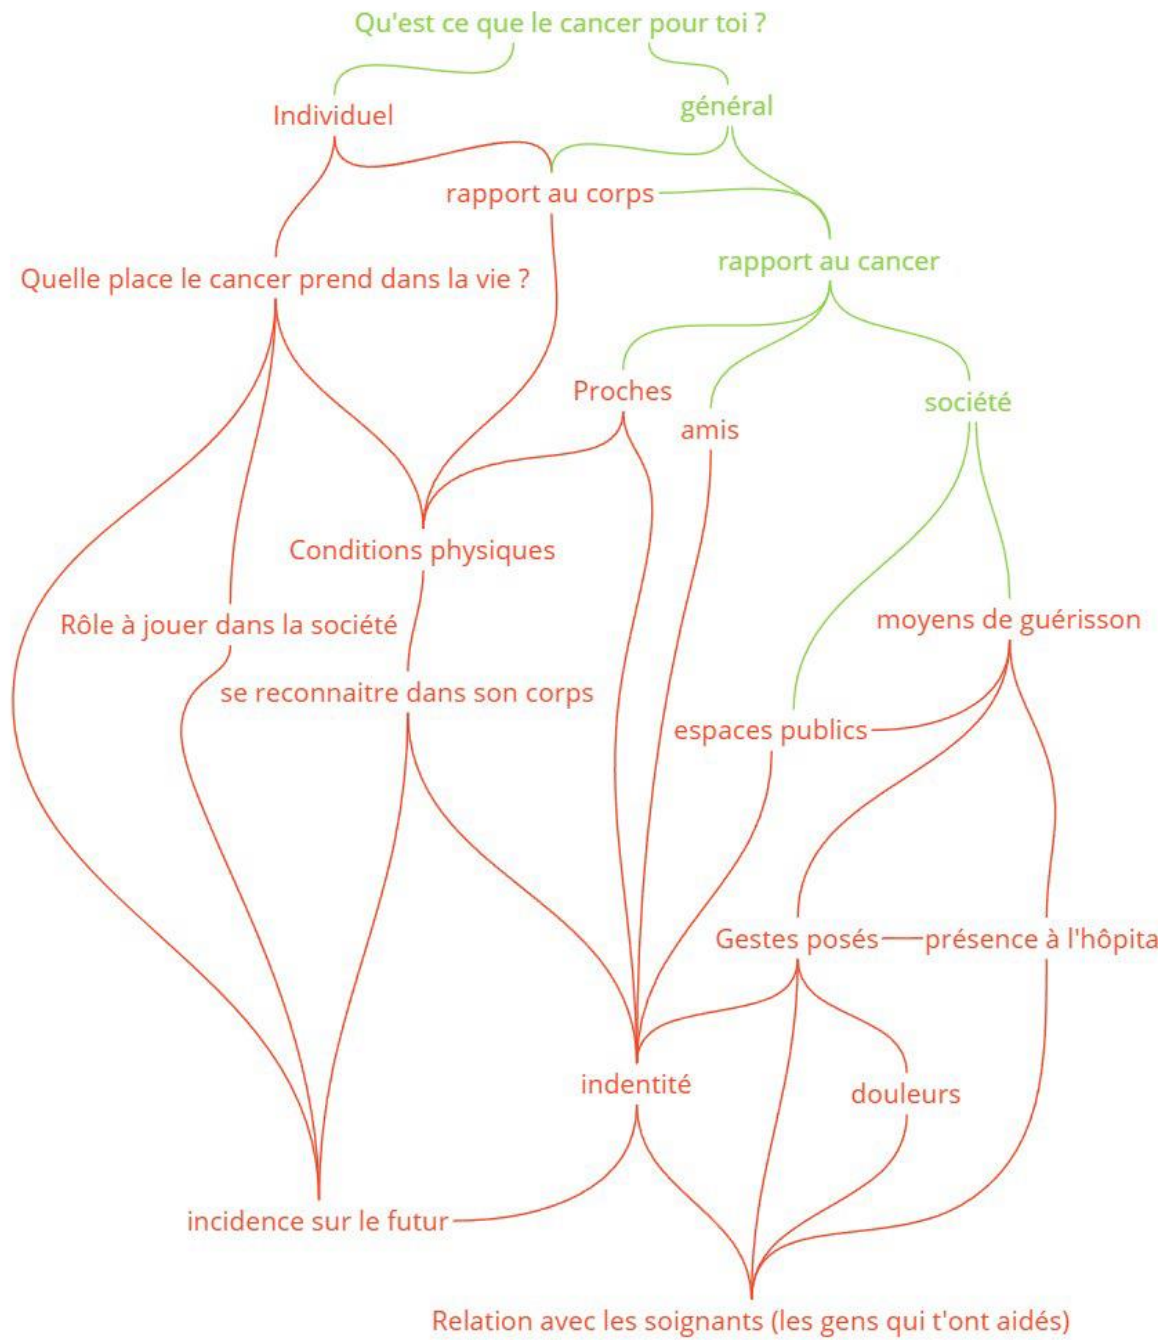 Qu'est ce que le cancer pour toi ?
Individuel
général
rapport au corps
rapport au cancer
Quelle place le cancer prend dans la vie ?
Proches
amis
société
Conditions physiques
Rôle à jouer dans la société
moyens de guérisson
se reconnaitre dans son corps
espaces publics
Gestes posés
présence à l'hôpita
indentité
douleurs
incidence sur le futur
Relation avec les soignants (les gens qui t'ont aidés)